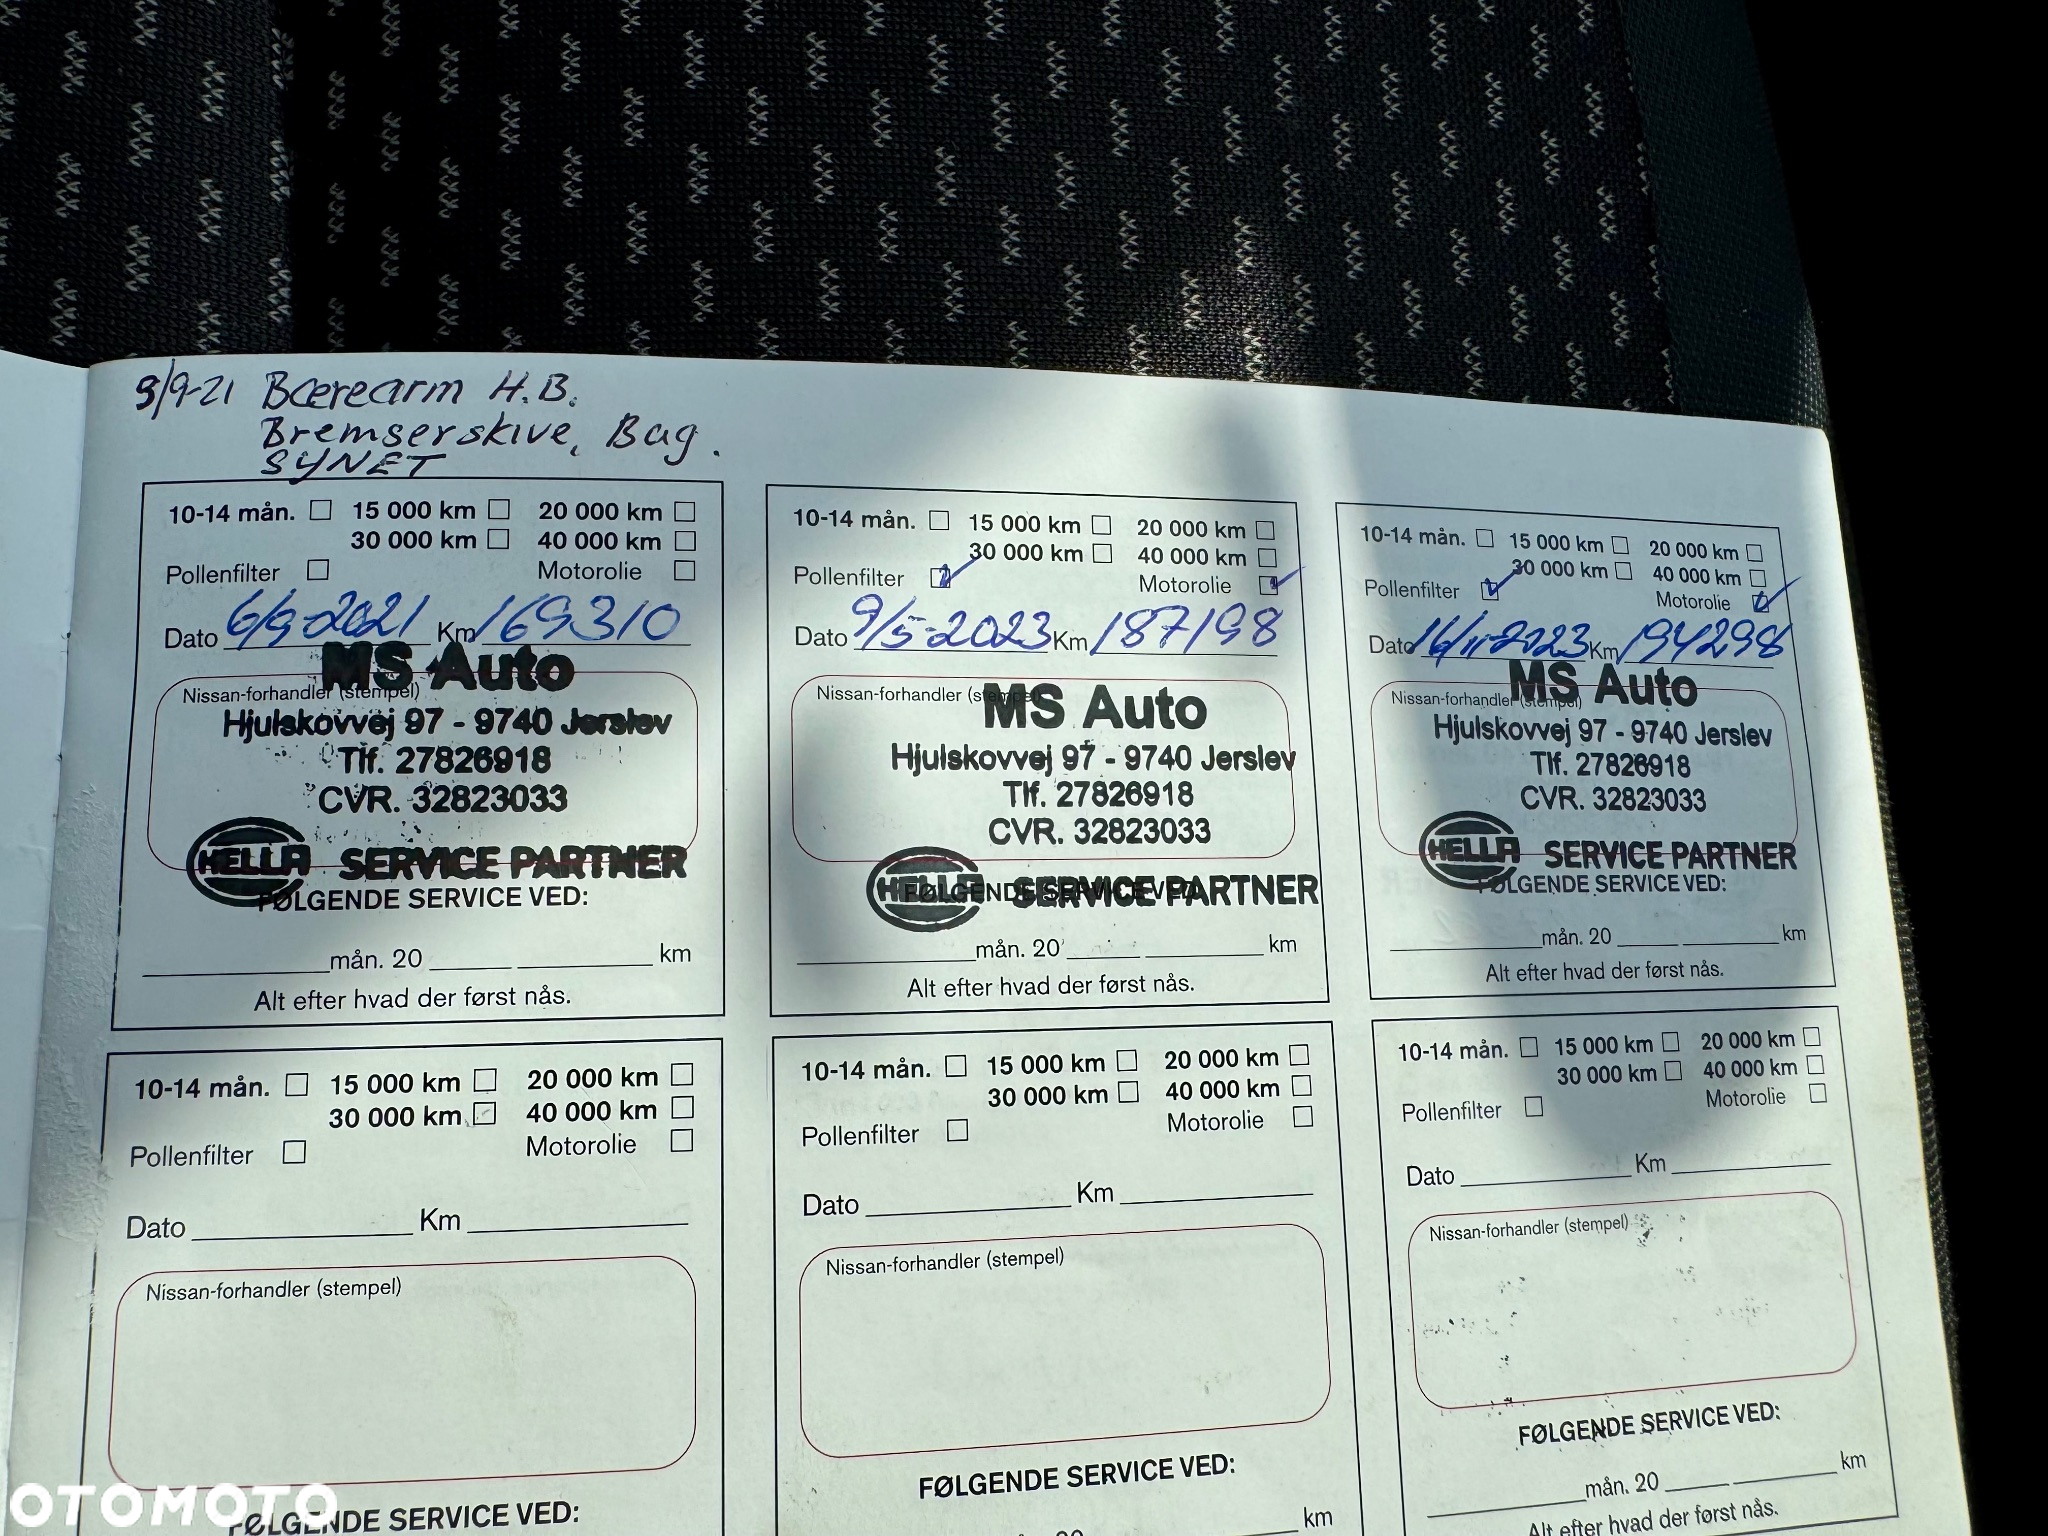 9/9-21 Bærearm H.B.
Bremserskive, Bag.
SYNET
10-14 mån. 15 000 km 20 000 km
30 000 km 40 000 km
Pollenfilter Motorolie
Dato 6/9-2021 Km 169310
Nissan-forhandler (stempel)
MS Auto
Hjulskovvej 97 - 9740 Jerslev
Tlf. 27826918
CVR. 32823033
HELLA SERVICE PARTNER
FØLGENDE SERVICE VED:
mån. 20 km
Alt efter hvad der først nås.
10-14 mån. 15 000 km 20 000 km
30 000 km 40 000 km
Pollenfilter Motorolie
Dato 9/5-2023 Km 187198
Nissan-forhandler (stempel)
MS Auto
Hjulskovvej 97 - 9740 Jerslev
Tlf. 27826918
CVR. 32823033
HELLA SERVICE PARTNER
FØLGENDE SERVICE VED:
mån. 20 km
Alt efter hvad der først nås.
10-14 mån. 15 000 km 20 000 km
30 000 km 40 000 km
Pollenfilter Motorolie
Dato 16/11-2023 Km 194298
Nissan-forhandler (stempel)
MS Auto
Hjulskovvej 97 - 9740 Jerslev
Tlf. 27826918
CVR. 32823033
HELLA SERVICE PARTNER
FØLGENDE SERVICE VED:
mån. 20 km
Alt efter hvad der først nås.
10-14 mån. 15 000 km 20 000 km
30 000 km 40 000 km
Pollenfilter Motorolie
Dato Km
Nissan-forhandler (stempel)
FØLGENDE SERVICE VED:
10-14 mån. 15 000 km 20 000 km
30 000 km 40 000 km
Pollenfilter Motorolie
Dato Km
Nissan-forhandler (stempel)
FØLGENDE SERVICE VED:
mån. 20 km
10-14 mån. 15 000 km 20 000 km
30 000 km 40 000 km
Pollenfilter Motorolie
Dato Km
Nissan-forhandler (stempel)
FØLGENDE SERVICE VED:
mån. 20 km
Alt efter hvad der først nås.
OTOMOTO